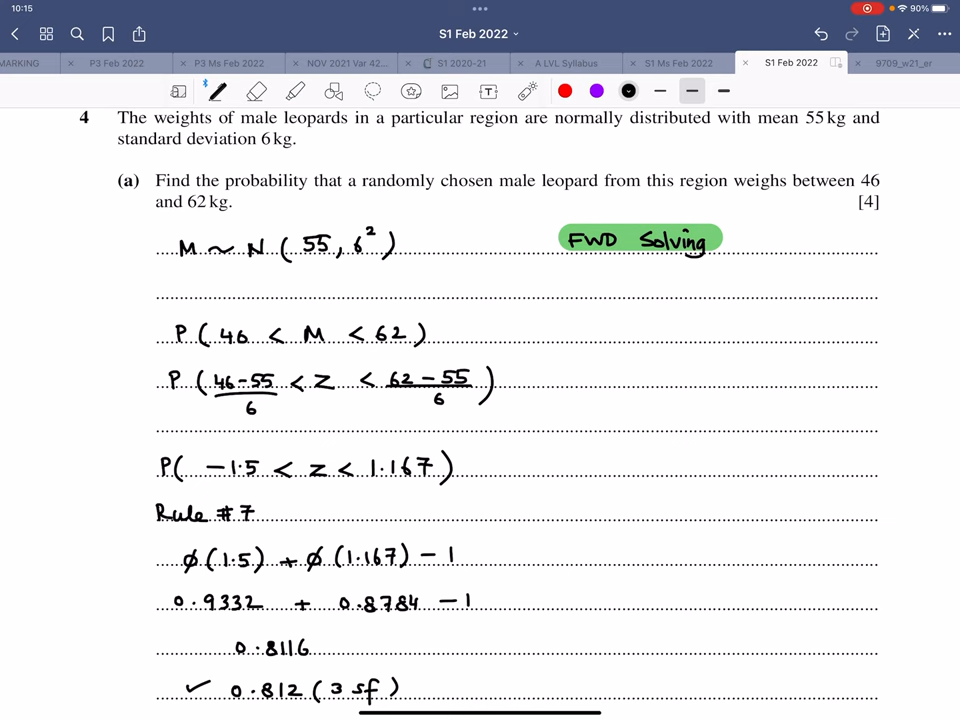 10:15
90%
S1 Feb 2022
MARKING
P3 Feb 2022
P3 Ms Feb 2022
NOV 2021 Var 42...
S1 2020-21
A LVL Syllabus
S1 Ms Feb 2022
S1 Feb 2022
9709_w21_er
4 The weights of male leopards in a particular region are normally distributed with mean 55 kg and
standard deviation 6 kg.
(a) Find the probability that a randomly chosen male leopard from this region weighs between 46
and 62 kg. [4]
M ~ N (55, 6²)
FWD Solving
P (46 < M < 62)
P (46-55/6 < Z < 62-55/6)
P( -1.5 < Z < 1.167)
Rule #7
ϕ(1.5) + ϕ(1.167) - 1
0.9332 + 0.8784 - 1
0.8116
✓ 0.812 (3 sf)